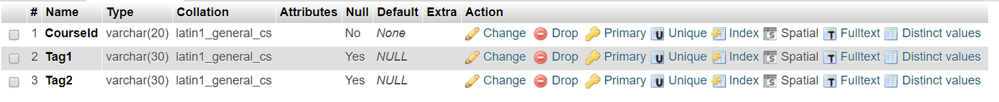 # Name Type Collation Attributes Null Default Extra Action
1 CourseId varchar(20) latin1_general_cs No None Change Drop Primary U Unique Index S Spatial T Fulltext Distinct values
2 Tag1 varchar(30) latin1_general_cs Yes NULL Change Drop Primary U Unique Index S Spatial T Fulltext Distinct values
3 Tag2 varchar(30) latin1_general_cs Yes NULL Change Drop Primary U Unique Index S Spatial T Fulltext Distinct values